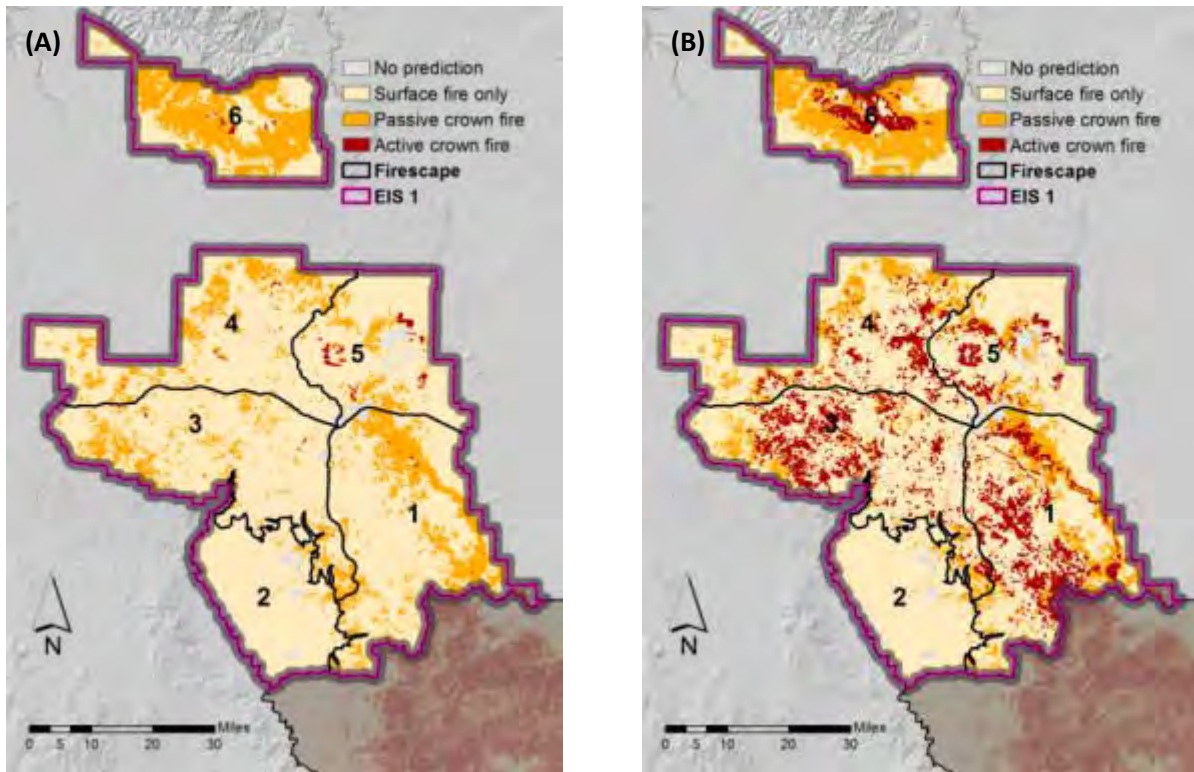 (A)
No prediction
Surface fire only
Passive crown fire
Active crown fire
Firescape
EIS 1
6
4
5
3
1
2
N
Miles
0 5 10 20 30
(B)
No prediction
Surface fire only
Passive crown fire
Active crown fire
Firescape
EIS 1
6
4
5
3
1
2
N
Miles
0 5 10 20 30